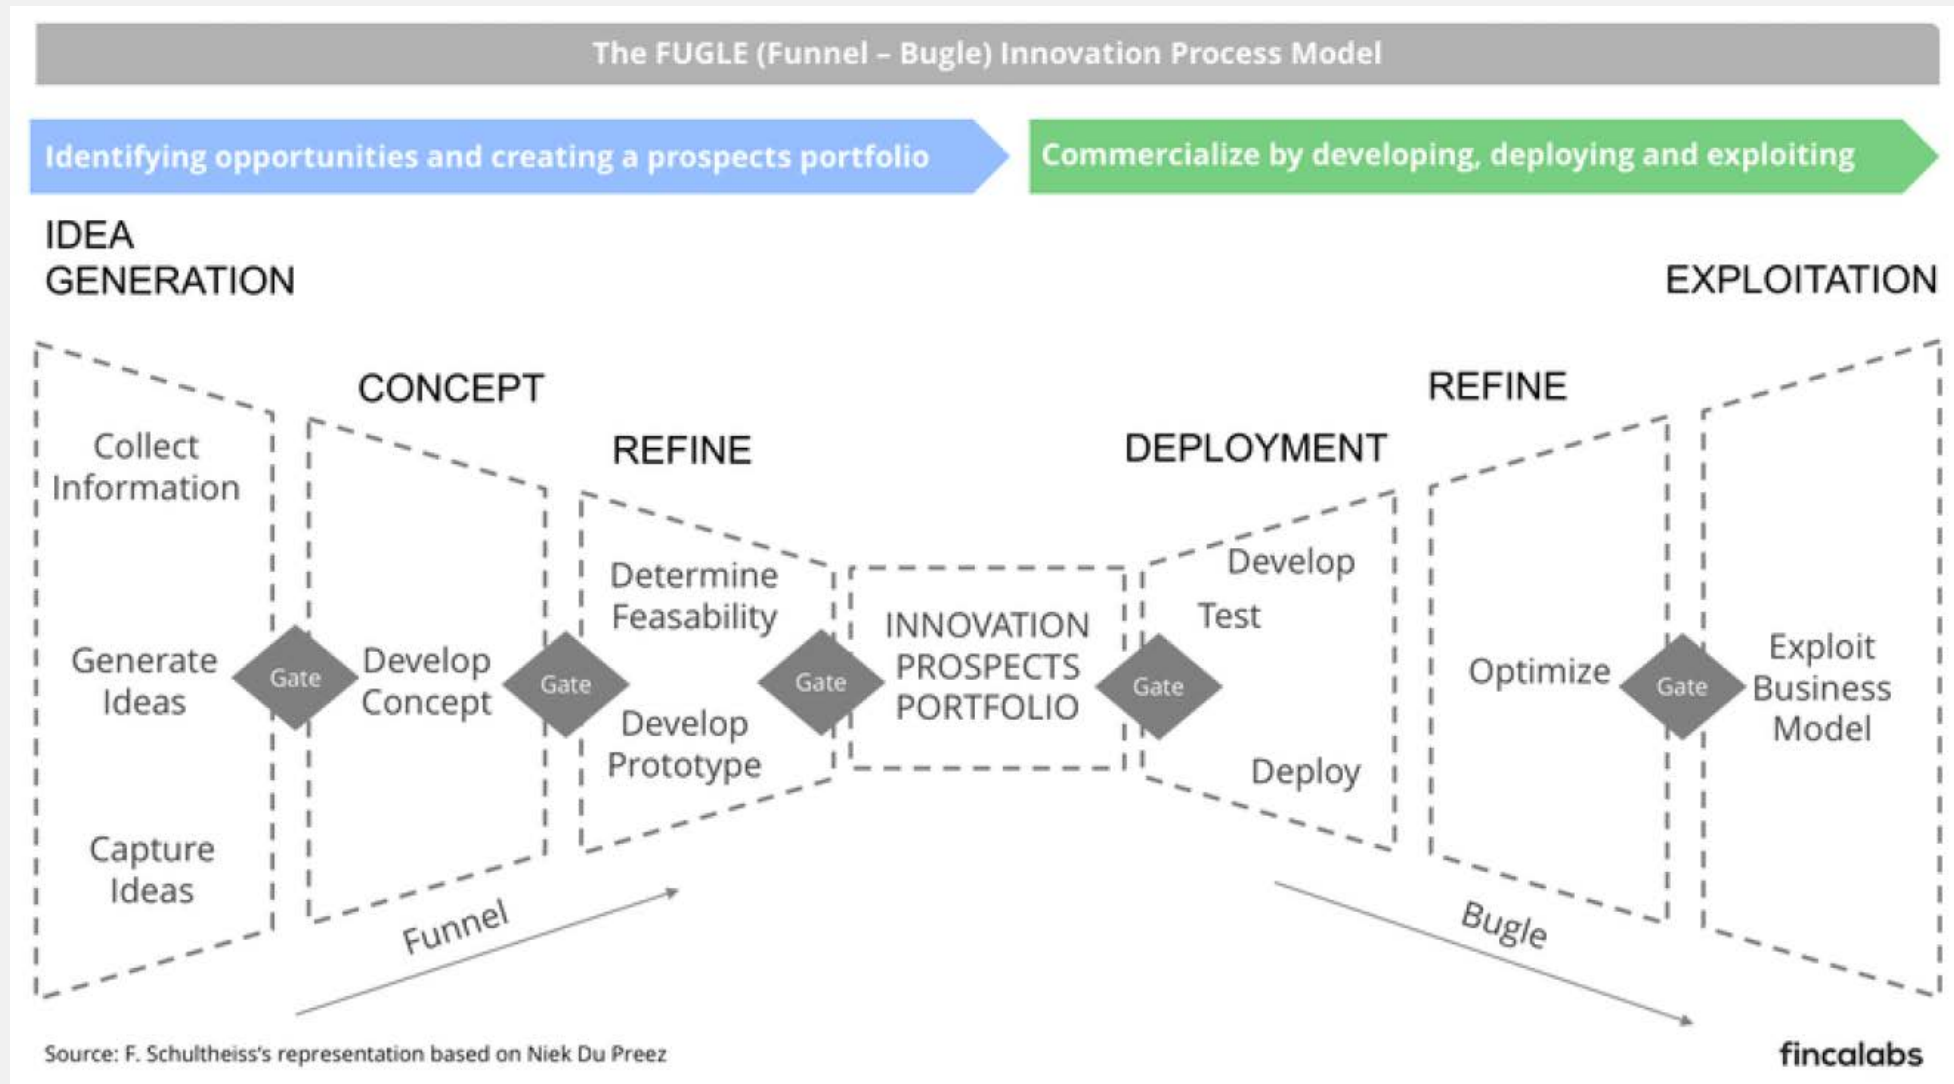 The FUGLE (Funnel – Bugle) Innovation Process Model
Identifying opportunities and creating a prospects portfolio
Commercialize by developing, deploying and exploiting
IDEA
GENERATION
CONCEPT
REFINE
DEPLOYMENT
REFINE
EXPLOITATION
Collect
Information
Generate
Ideas
Capture
Ideas
Gate
Develop
Concept
Gate
Determine
Feasability
Develop
Prototype
Gate
INNOVATION
PROSPECTS
PORTFOLIO
Gate
Develop
Test
Deploy
Optimize
Gate
Exploit
Business
Model
Funnel
Bugle
Source: F. Schultheiss's representation based on Niek Du Preez
fincalabs